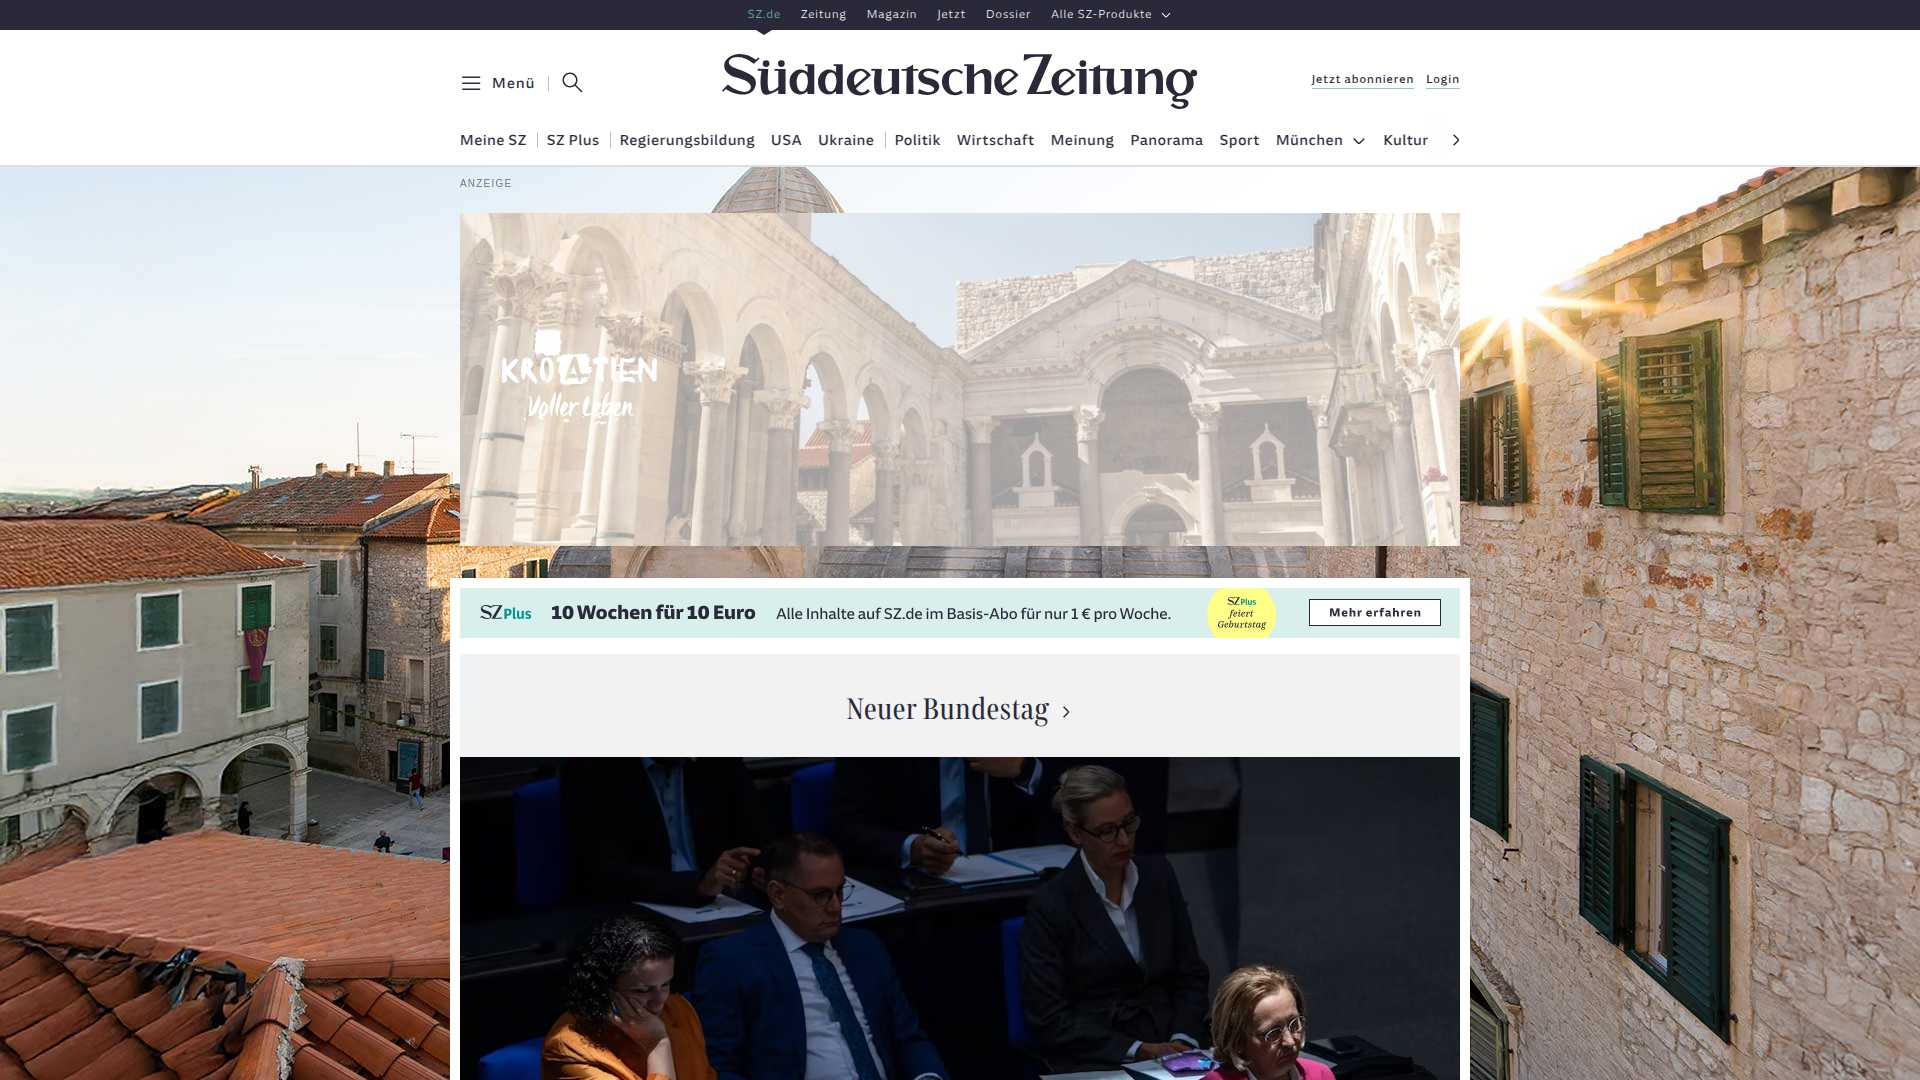 SZ.de Zeitung Magazin Jetzt Dossier Alle SZ-Produkte
Menü
Süddeutsche Zeitung
Jetzt abonnieren Login
Meine SZ SZ Plus Regierungsbildung USA Ukraine Politik Wirtschaft Meinung Panorama Sport München Kultur
ANZEIGE
KROATIEN
Voller Leben
SZ Plus 10 Wochen für 10 Euro Alle Inhalte auf SZ.de im Basis-Abo für nur 1 € pro Woche.
SZ Plus
feiert
Geburtstag
Mehr erfahren
Neuer Bundestag